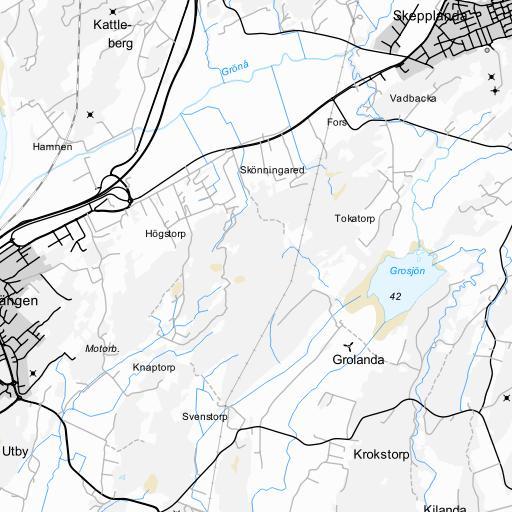 Skepplanda
Kattle-
berg
Grönå
Vadbacka
Fors
Hamnen
Skönningared
Tokatorp
Högstorp
Grosjön
42
ängen
Motorb.
Grolanda
Knaptorp
Svenstorp
Utby
Krokstorp
Kilanda